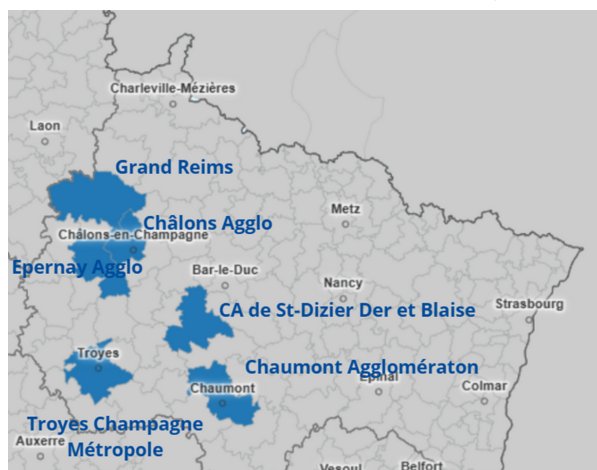 Charleville-Mézières
Laon
Grand Reims
Metz
Châlons Agglo
Châlons-en-Champagne
Epernay Agglo
Bar-le-Duc
Nancy
Strasbourg
CA de St-Dizier Der et Blaise
Troyes
Chaumont Agglomératon
Epinal
Colmar
Chaumont
Troyes Champagne
Métropole
Auxerre
Vesoul
Belfort